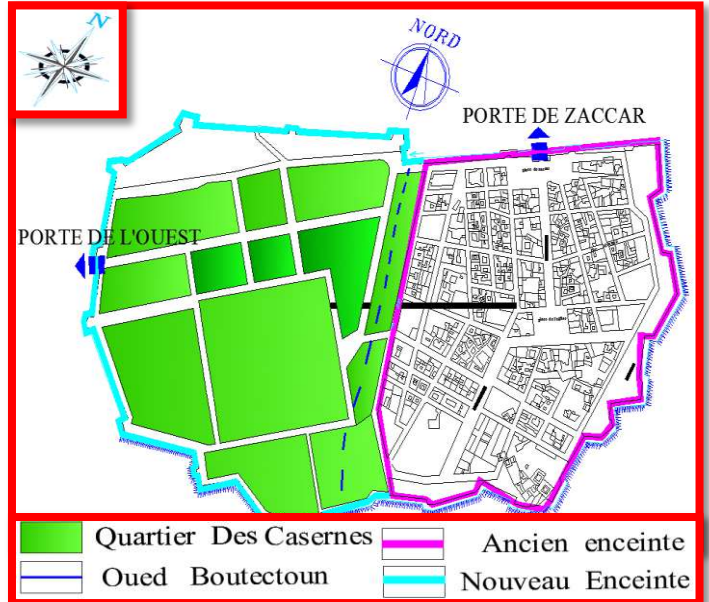 N
NORD
PORTE DE ZACCAR
PORTE DE L'OUEST
Quartier Des Casernes
Ancien enceinte
Oued Boutectoun
Nouveau Enceinte